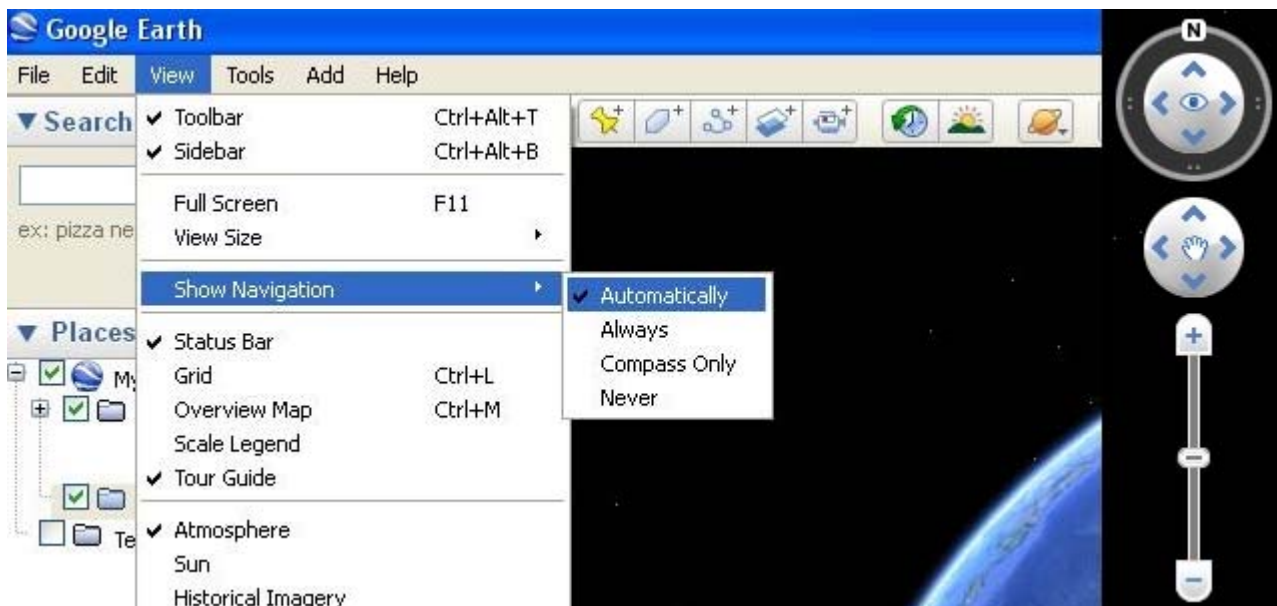 Google Earth
N
File Edit View Tools Add Help
Search
Toolbar Ctrl+Alt+T
Sidebar Ctrl+Alt+B
Full Screen F11
ex: pizza
View Size
Show Navigation
Automatically
Always
Compass Only
Never
Places
Status Bar
Grid Ctrl+L
Overview Map Ctrl+M
Scale Legend
Tour Guide
Atmosphere
Sun
Historical Imagery